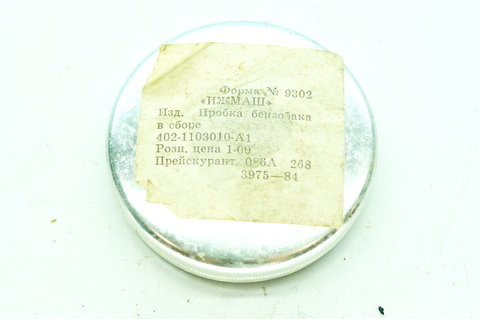 Форма № 9302
«ИЖМАШ»
Изд. Пробка бензобака
в сборе
402-1103010-А1
Розн. цена 1-00
Прейскурант. 086А 268
3975—84